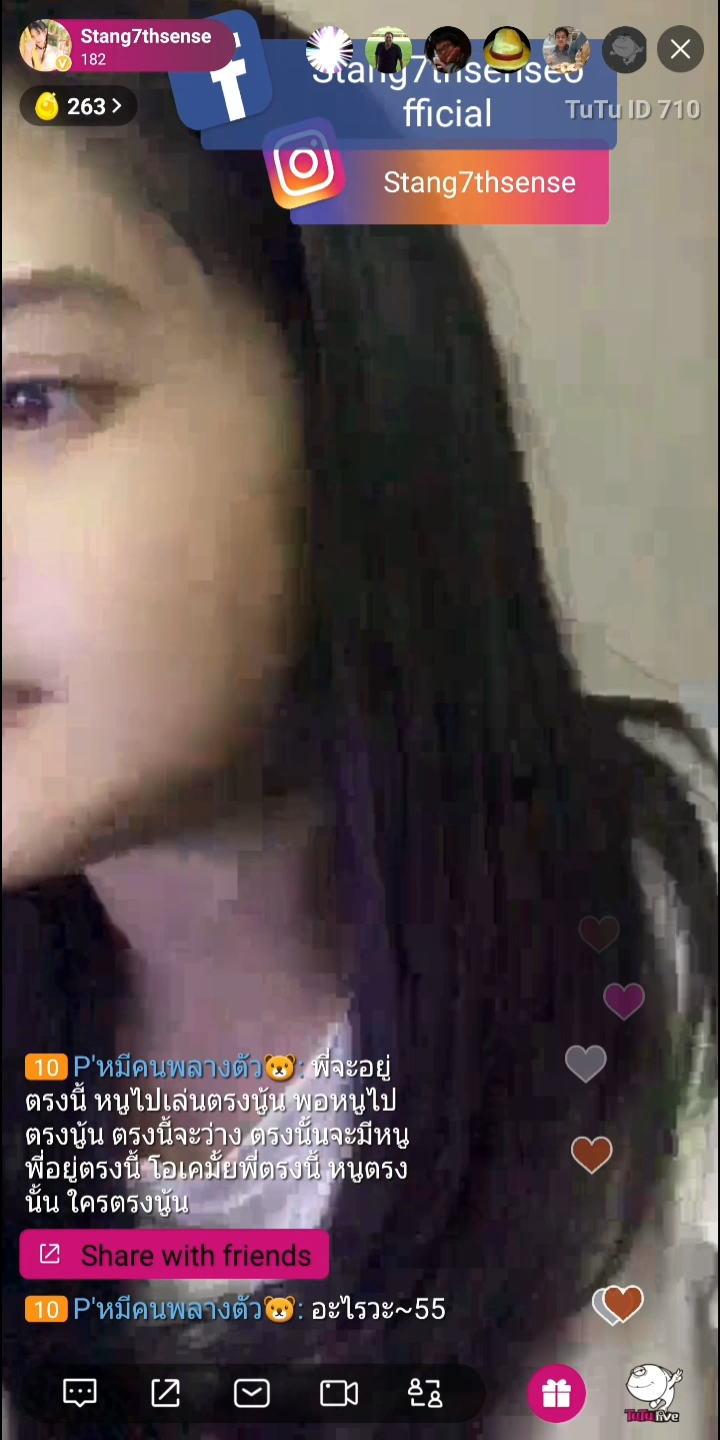 Stang7thsense
182
263
Stang7thsenseo
fficial
TuTu ID 710
Stang7thsense
10 P'หมีคนพลางตัว🐻: พี่จะอยู่
ตรงนี้ หนูไปเล่นตรงนู้น พอหนูไป
ตรงนู้น ตรงนี้จะว่าง ตรงนั้นจะมีหนู
พี่อยู่ตรงนี้ โอเคมั้ยพี่ตรงนี้ หนูตรง
นั้น ใครตรงนู้น
Share with friends
10 P'หมีคนพลางตัว🐻: อะไรวะ~55
TuTu live